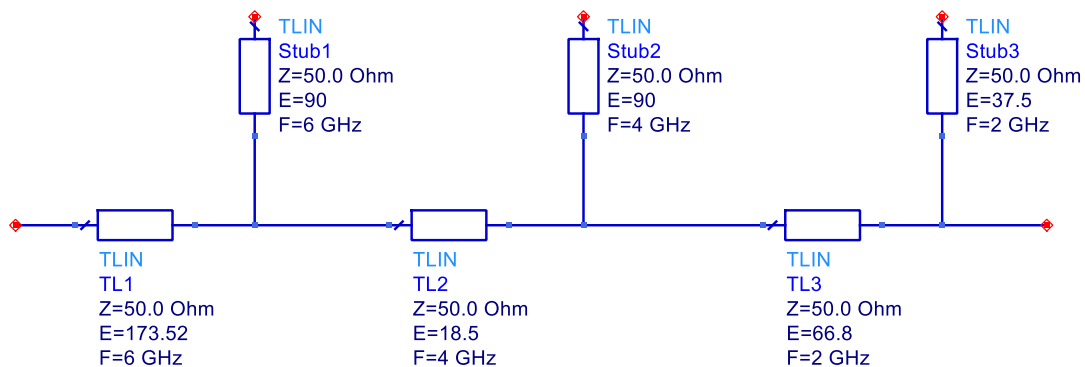 TLIN
Stub1
Z=50.0 Ohm
E=90
F=6 GHz
TLIN
Stub2
Z=50.0 Ohm
E=90
F=4 GHz
TLIN
Stub3
Z=50.0 Ohm
E=37.5
F=2 GHz
TLIN
TL1
Z=50.0 Ohm
E=173.52
F=6 GHz
TLIN
TL2
Z=50.0 Ohm
E=18.5
F=4 GHz
TLIN
TL3
Z=50.0 Ohm
E=66.8
F=2 GHz